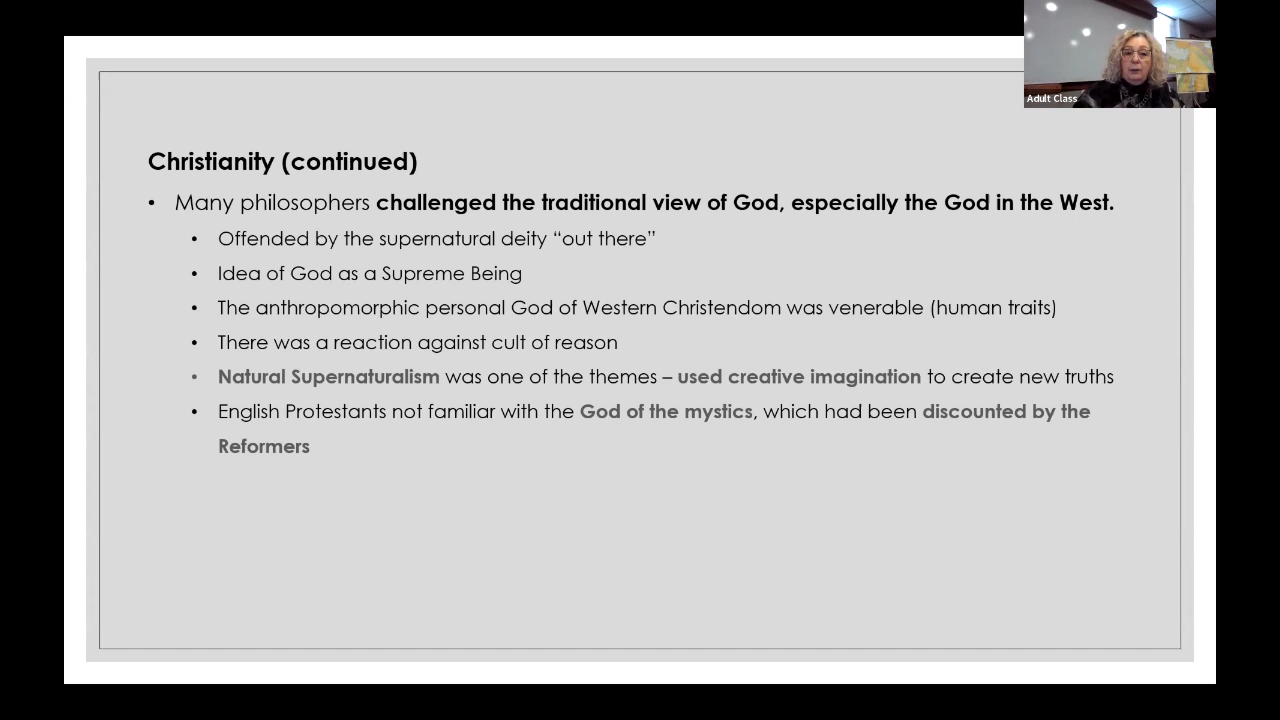 Adult Class
Christianity (continued)
• Many philosophers challenged the traditional view of God, especially the God in the West.
• Offended by the supernatural deity “out there”
• Idea of God as a Supreme Being
• The anthropomorphic personal God of Western Christendom was venerable (human traits)
• There was a reaction against cult of reason
• Natural Supernaturalism was one of the themes – used creative imagination to create new truths
• English Protestants not familiar with the God of the mystics, which had been discounted by the
Reformers